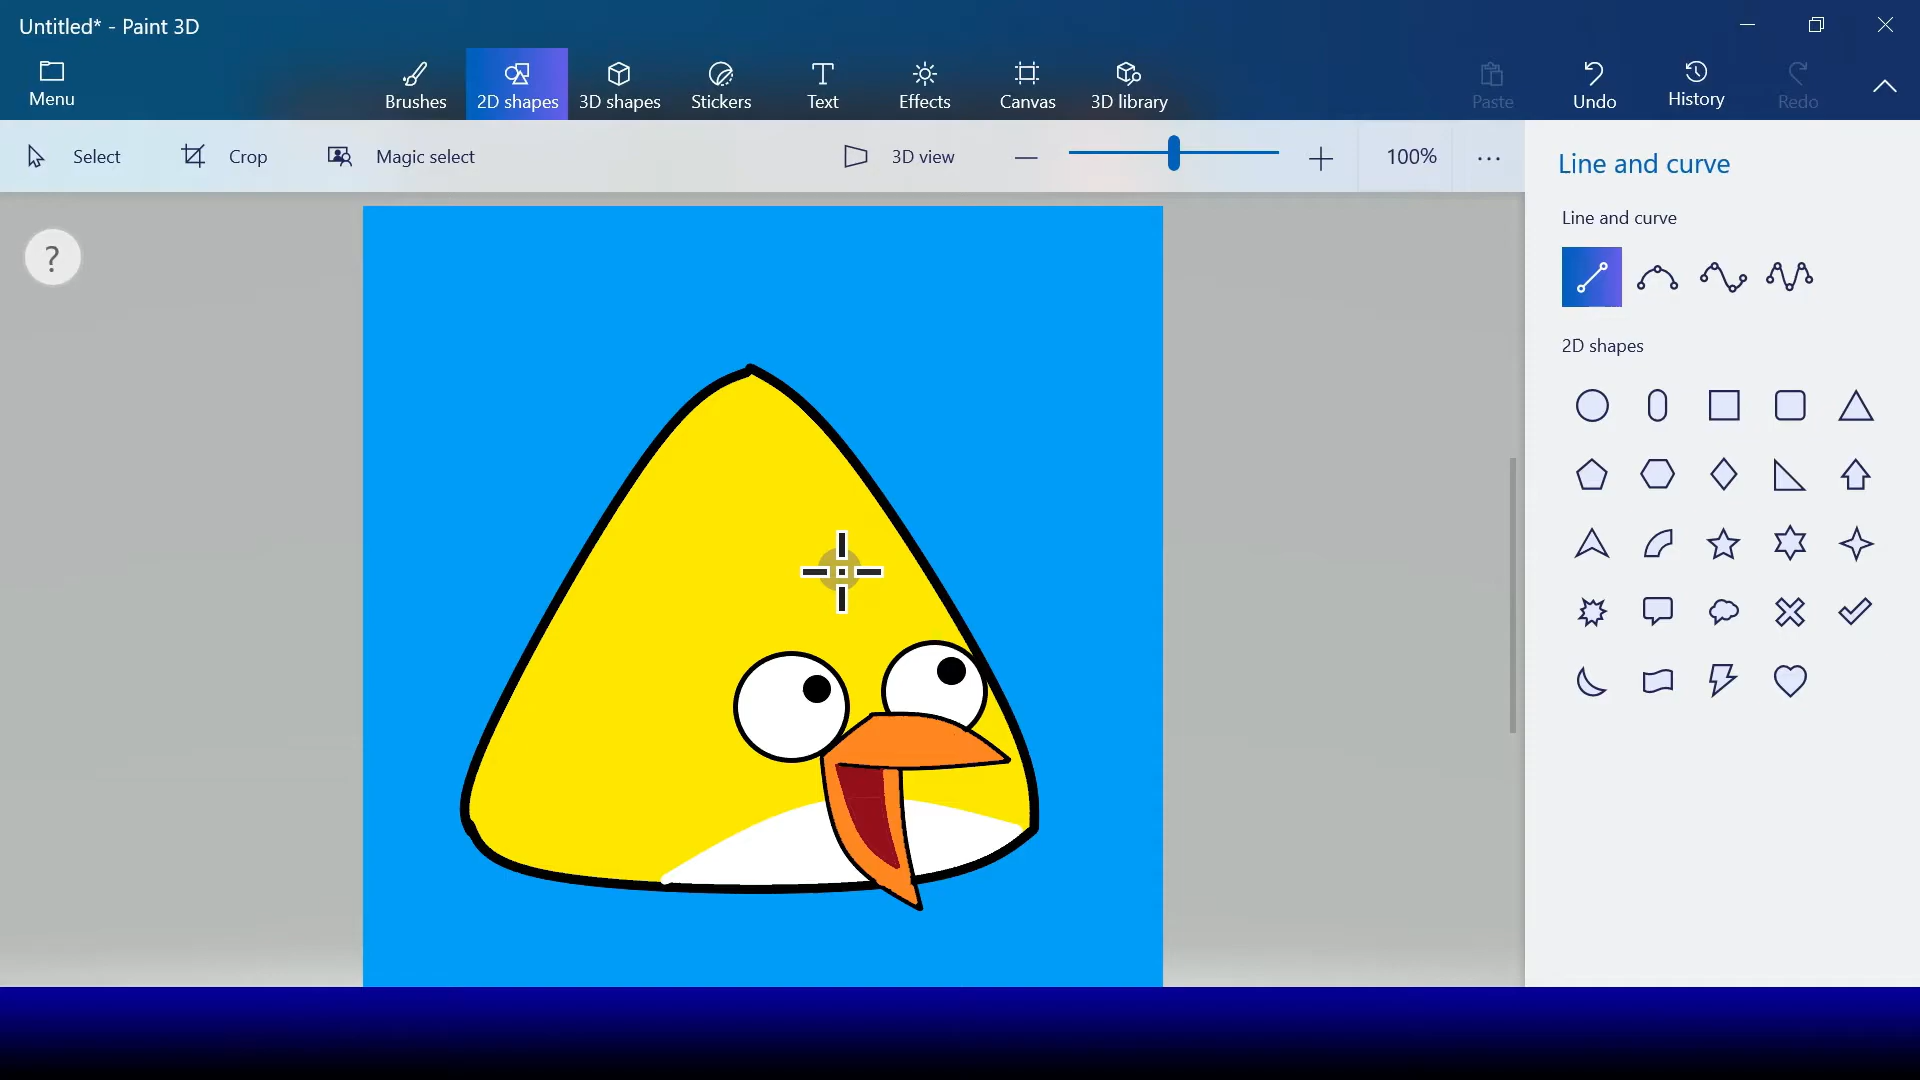 Untitled* - Paint 3D
Menu
Brushes
2D shapes
3D shapes
Stickers
Text
Effects
Canvas
3D library
Paste
Undo
History
Redo
Select
Crop
Magic select
3D view
100%
Line and curve
?
Line and curve
2D shapes